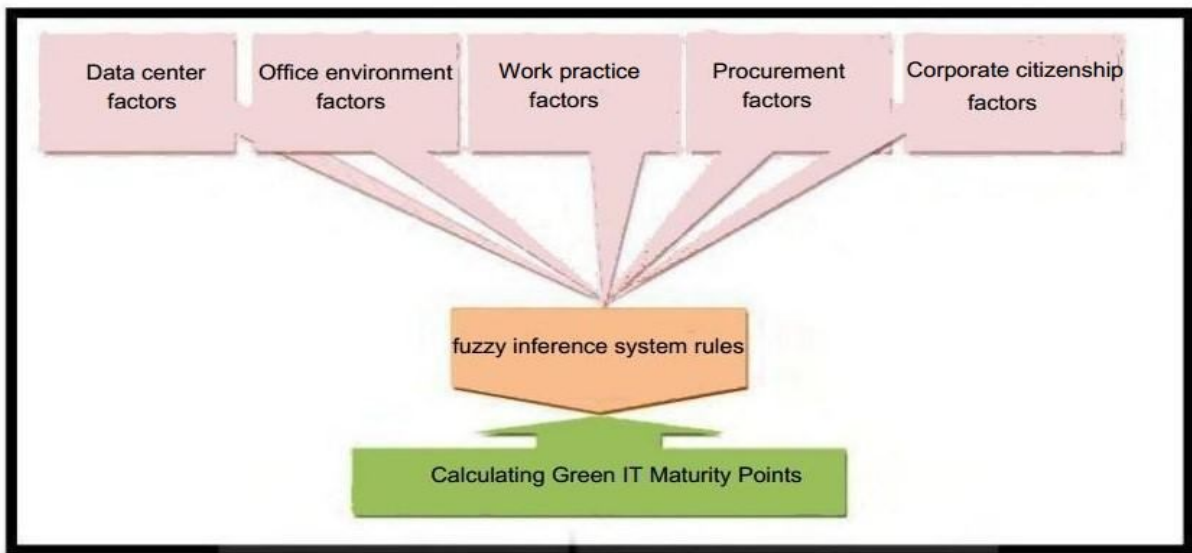 Data center
factors
Office environment
factors
Work practice
factors
Procurement
factors
Corporate citizenship
factors
fuzzy inference system rules
Calculating Green IT Maturity Points